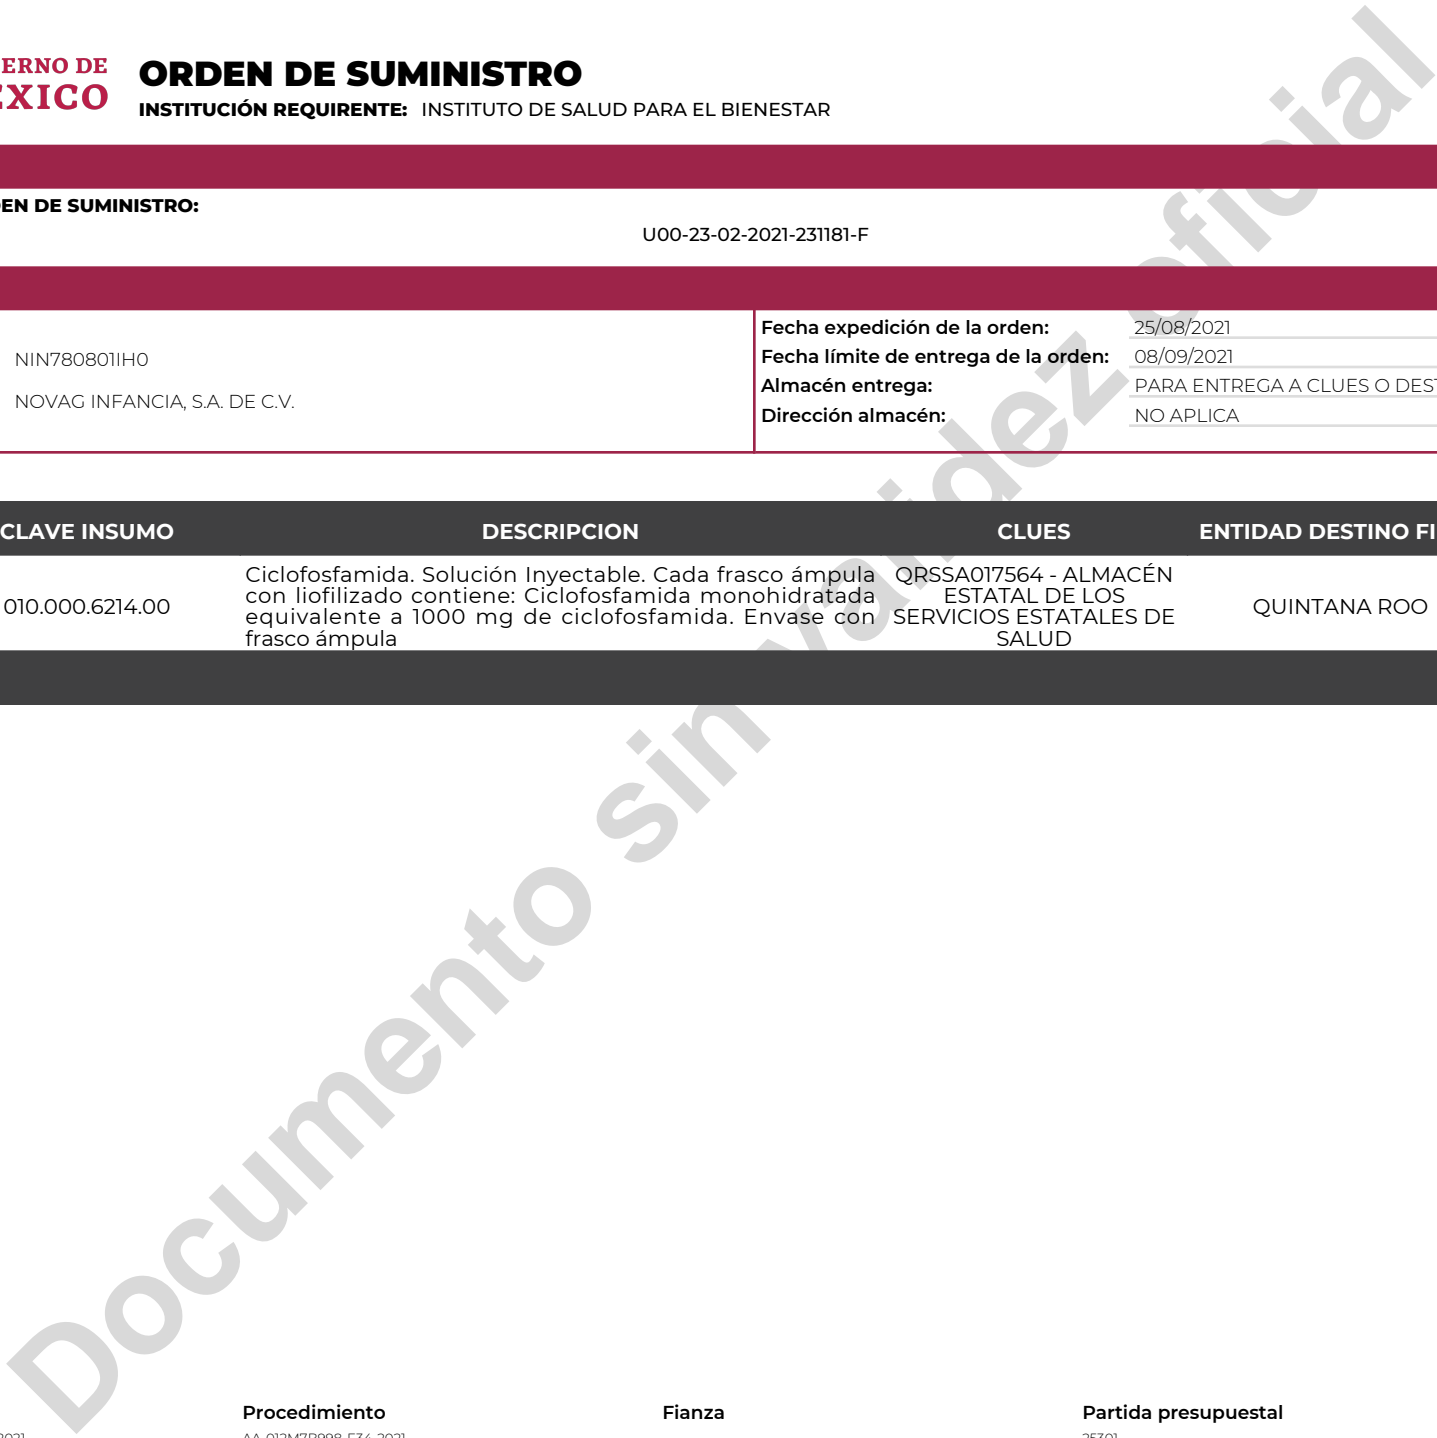 ERNO DE
ÉXICO
ORDEN DE SUMINISTRO
INSTITUCIÓN REQUIRENTE: INSTITUTO DE SALUD PARA EL BIENESTAR
EN DE SUMINISTRO:
U00-23-02-2021-231181-F
NIN780801IH0
NOVAG INFANCIA, S.A. DE C.V.
Fecha expedición de la orden: 25/08/2021
Fecha límite de entrega de la orden: 08/09/2021
Almacén entrega: PARA ENTREGA A CLUES O DEST
Dirección almacén: NO APLICA
CLAVE INSUMO DESCRIPCION CLUES ENTIDAD DESTINO FI
010.000.6214.00
Ciclofosfamida. Solución Inyectable. Cada frasco ámpula
con liofilizado contiene: Ciclofosfamida monohidratada
equivalente a 1000 mg de ciclofosfamida. Envase con
frasco ámpula
QRSSA017564 - ALMACÉN
ESTATAL DE LOS
SERVICIOS ESTATALES DE
SALUD
QUINTANA ROO
Documento sin validez oficial
Procedimiento Fianza Partida presupuestal